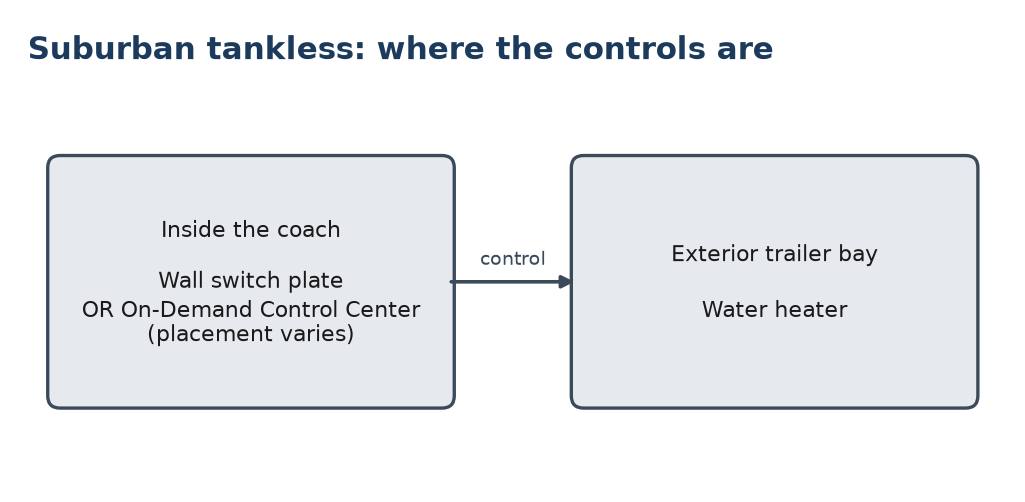 Suburban tankless: where the controls are
Inside the coach
Wall switch plate
OR On-Demand Control Center
(placement varies)
control
Exterior trailer bay
Water heater